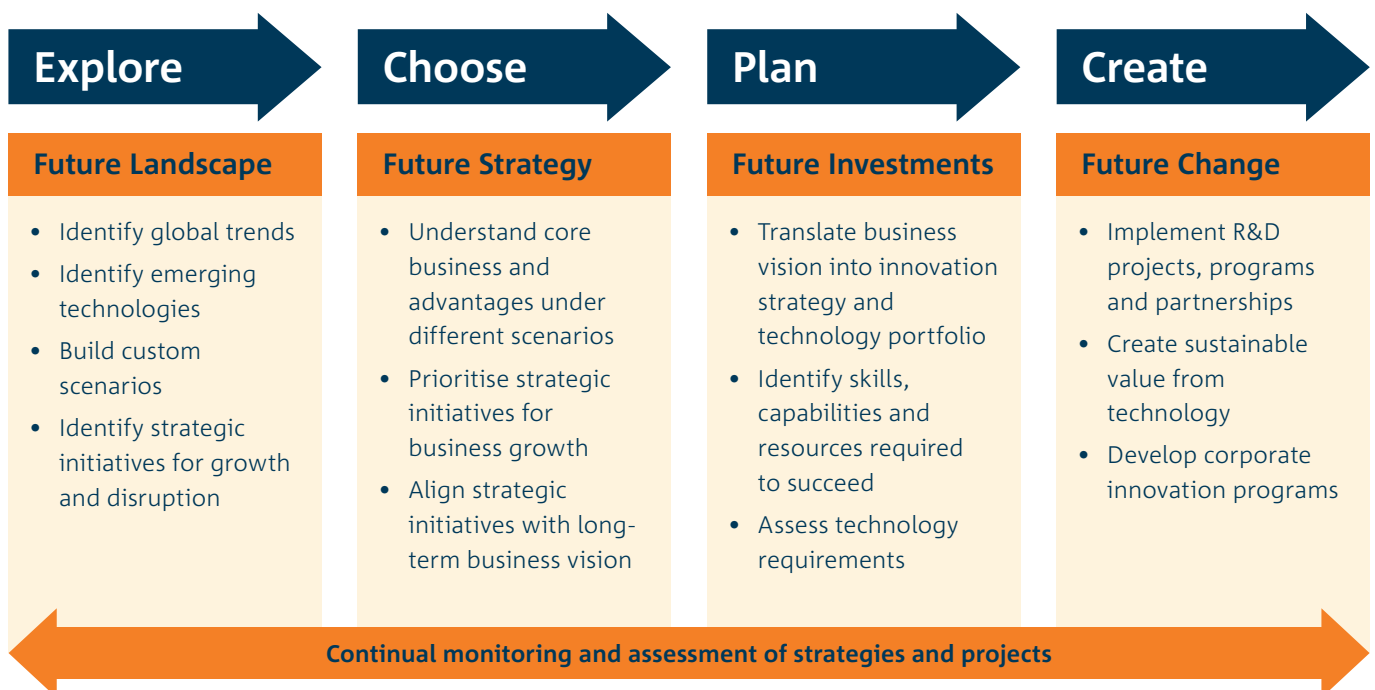 Explore
Future Landscape
• Identify global trends
• Identify emerging
technologies
• Build custom
scenarios
• Identify strategic
initiatives for growth
and disruption
Choose
Future Strategy
• Understand core
business and
advantages under
different scenarios
• Prioritise strategic
initiatives for
business growth
• Align strategic
initiatives with long-
term business vision
Plan
Future Investments
• Translate business
vision into innovation
strategy and
technology portfolio
• Identify skills,
capabilities and
resources required
to succeed
• Assess technology
requirements
Create
Future Change
• Implement R&D
projects, programs
and partnerships
• Create sustainable
value from
technology
• Develop corporate
innovation programs
Continual monitoring and assessment of strategies and projects